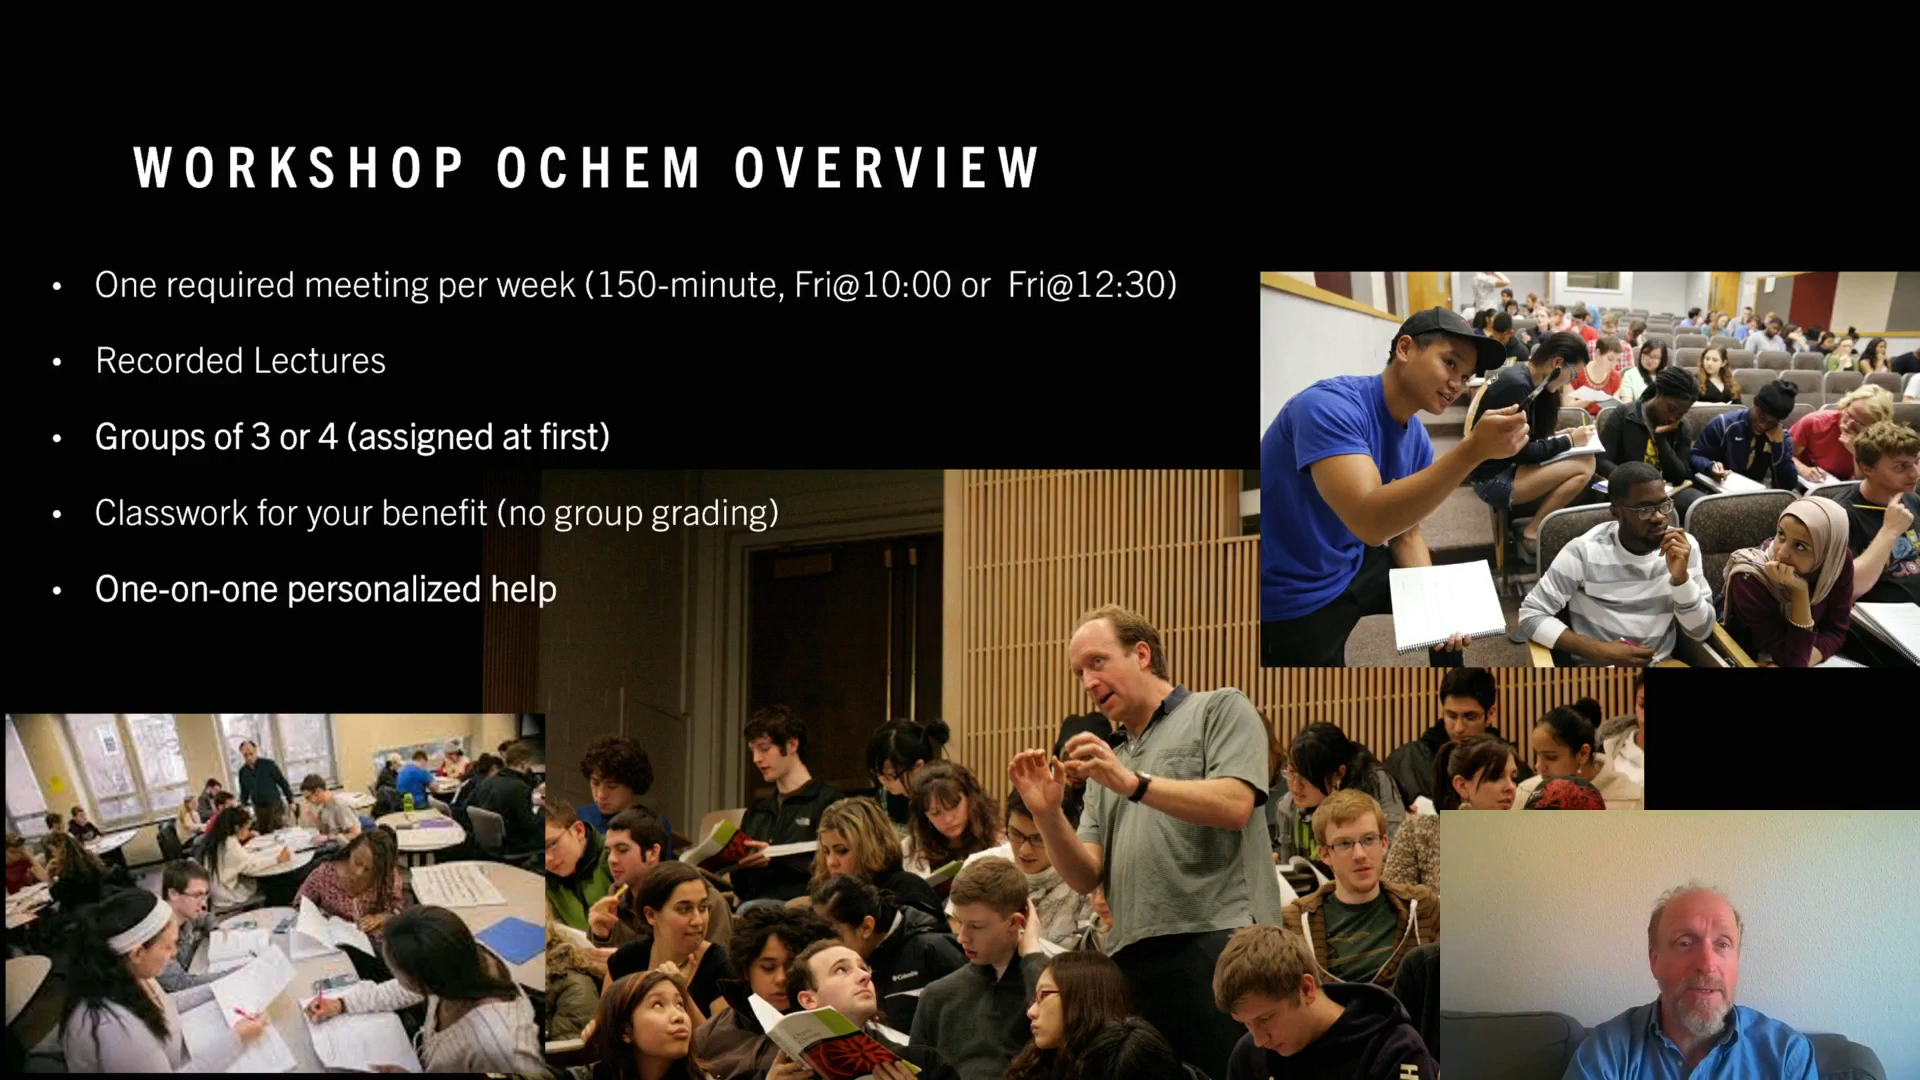 WORKSHOP OCHEM OVERVIEW
• One required meeting per week (150-minute, Fri@10:00 or Fri@12:30)
• Recorded Lectures
• Groups of 3 or 4 (assigned at first)
• Classwork for your benefit (no group grading)
• One-on-one personalized help
Columbia
H